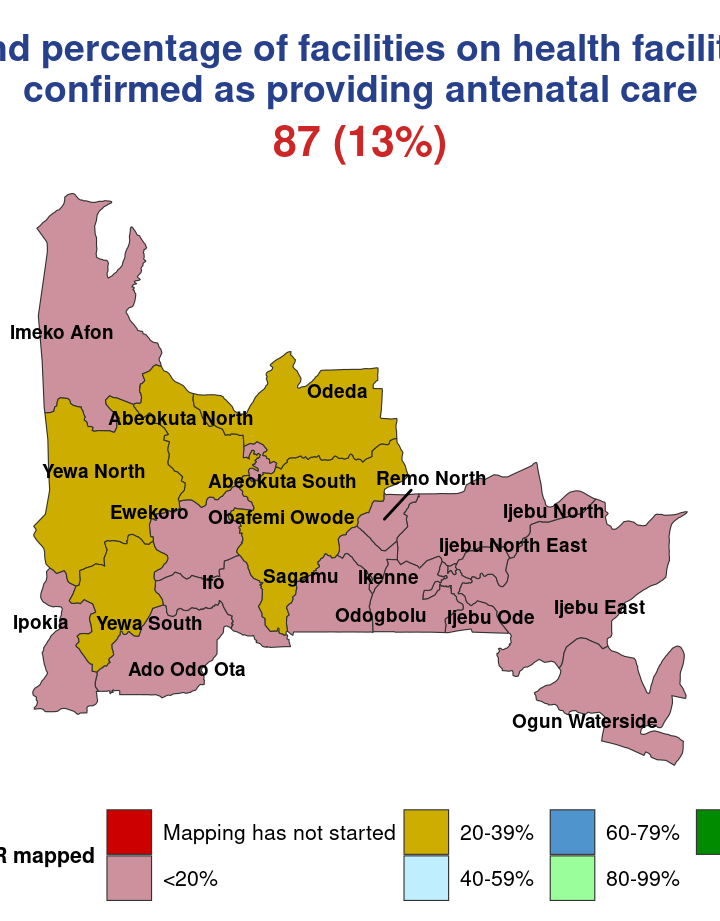 nd percentage of facilities on health facilit
confirmed as providing antenatal care
87 (13%)
Imeko Afon
Odeda
Abeokuta North
Yewa North
Abeokuta South
Remo North
Ewekoro
Obafemi Owode
Ijebu North
Ijebu North East
Ifo
Sagamu
Ikenne
Ipokia
Yewa South
Odogbolu
Ijebu Ode
Ijebu East
Ado Odo Ota
Ogun Waterside
R mapped
Mapping has not started
20-39%
60-79%
<20%
40-59%
80-99%